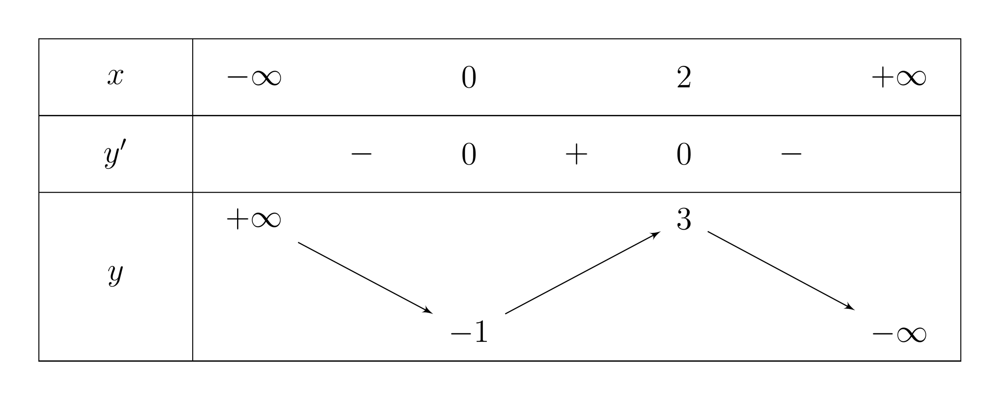 x −∞ 0 2 +∞
y′ − 0 + 0 −
y +∞ −1 3 −∞